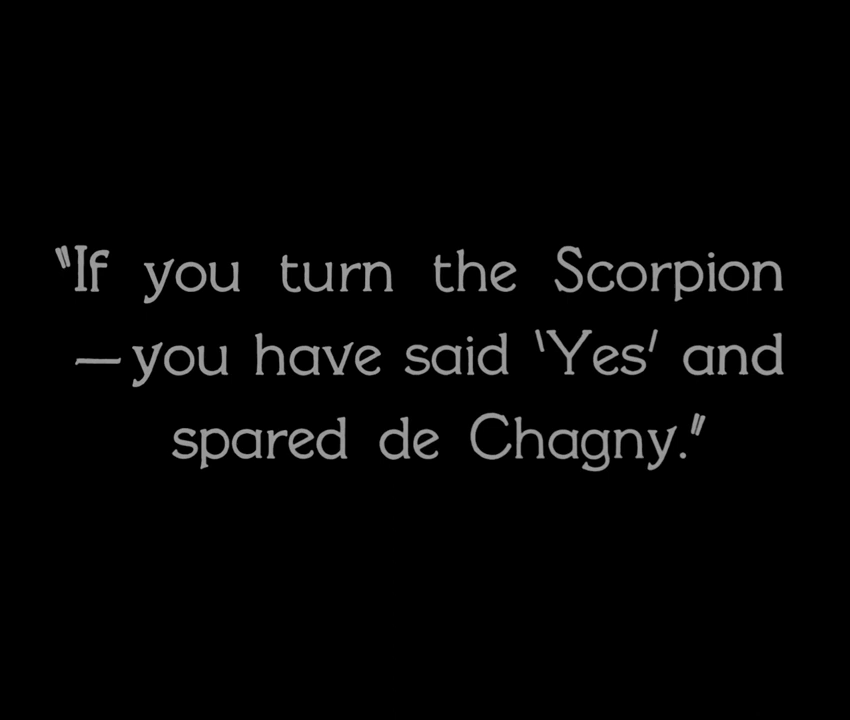 "If you turn the Scorpion
—you have said 'Yes' and
spared de Chagny."